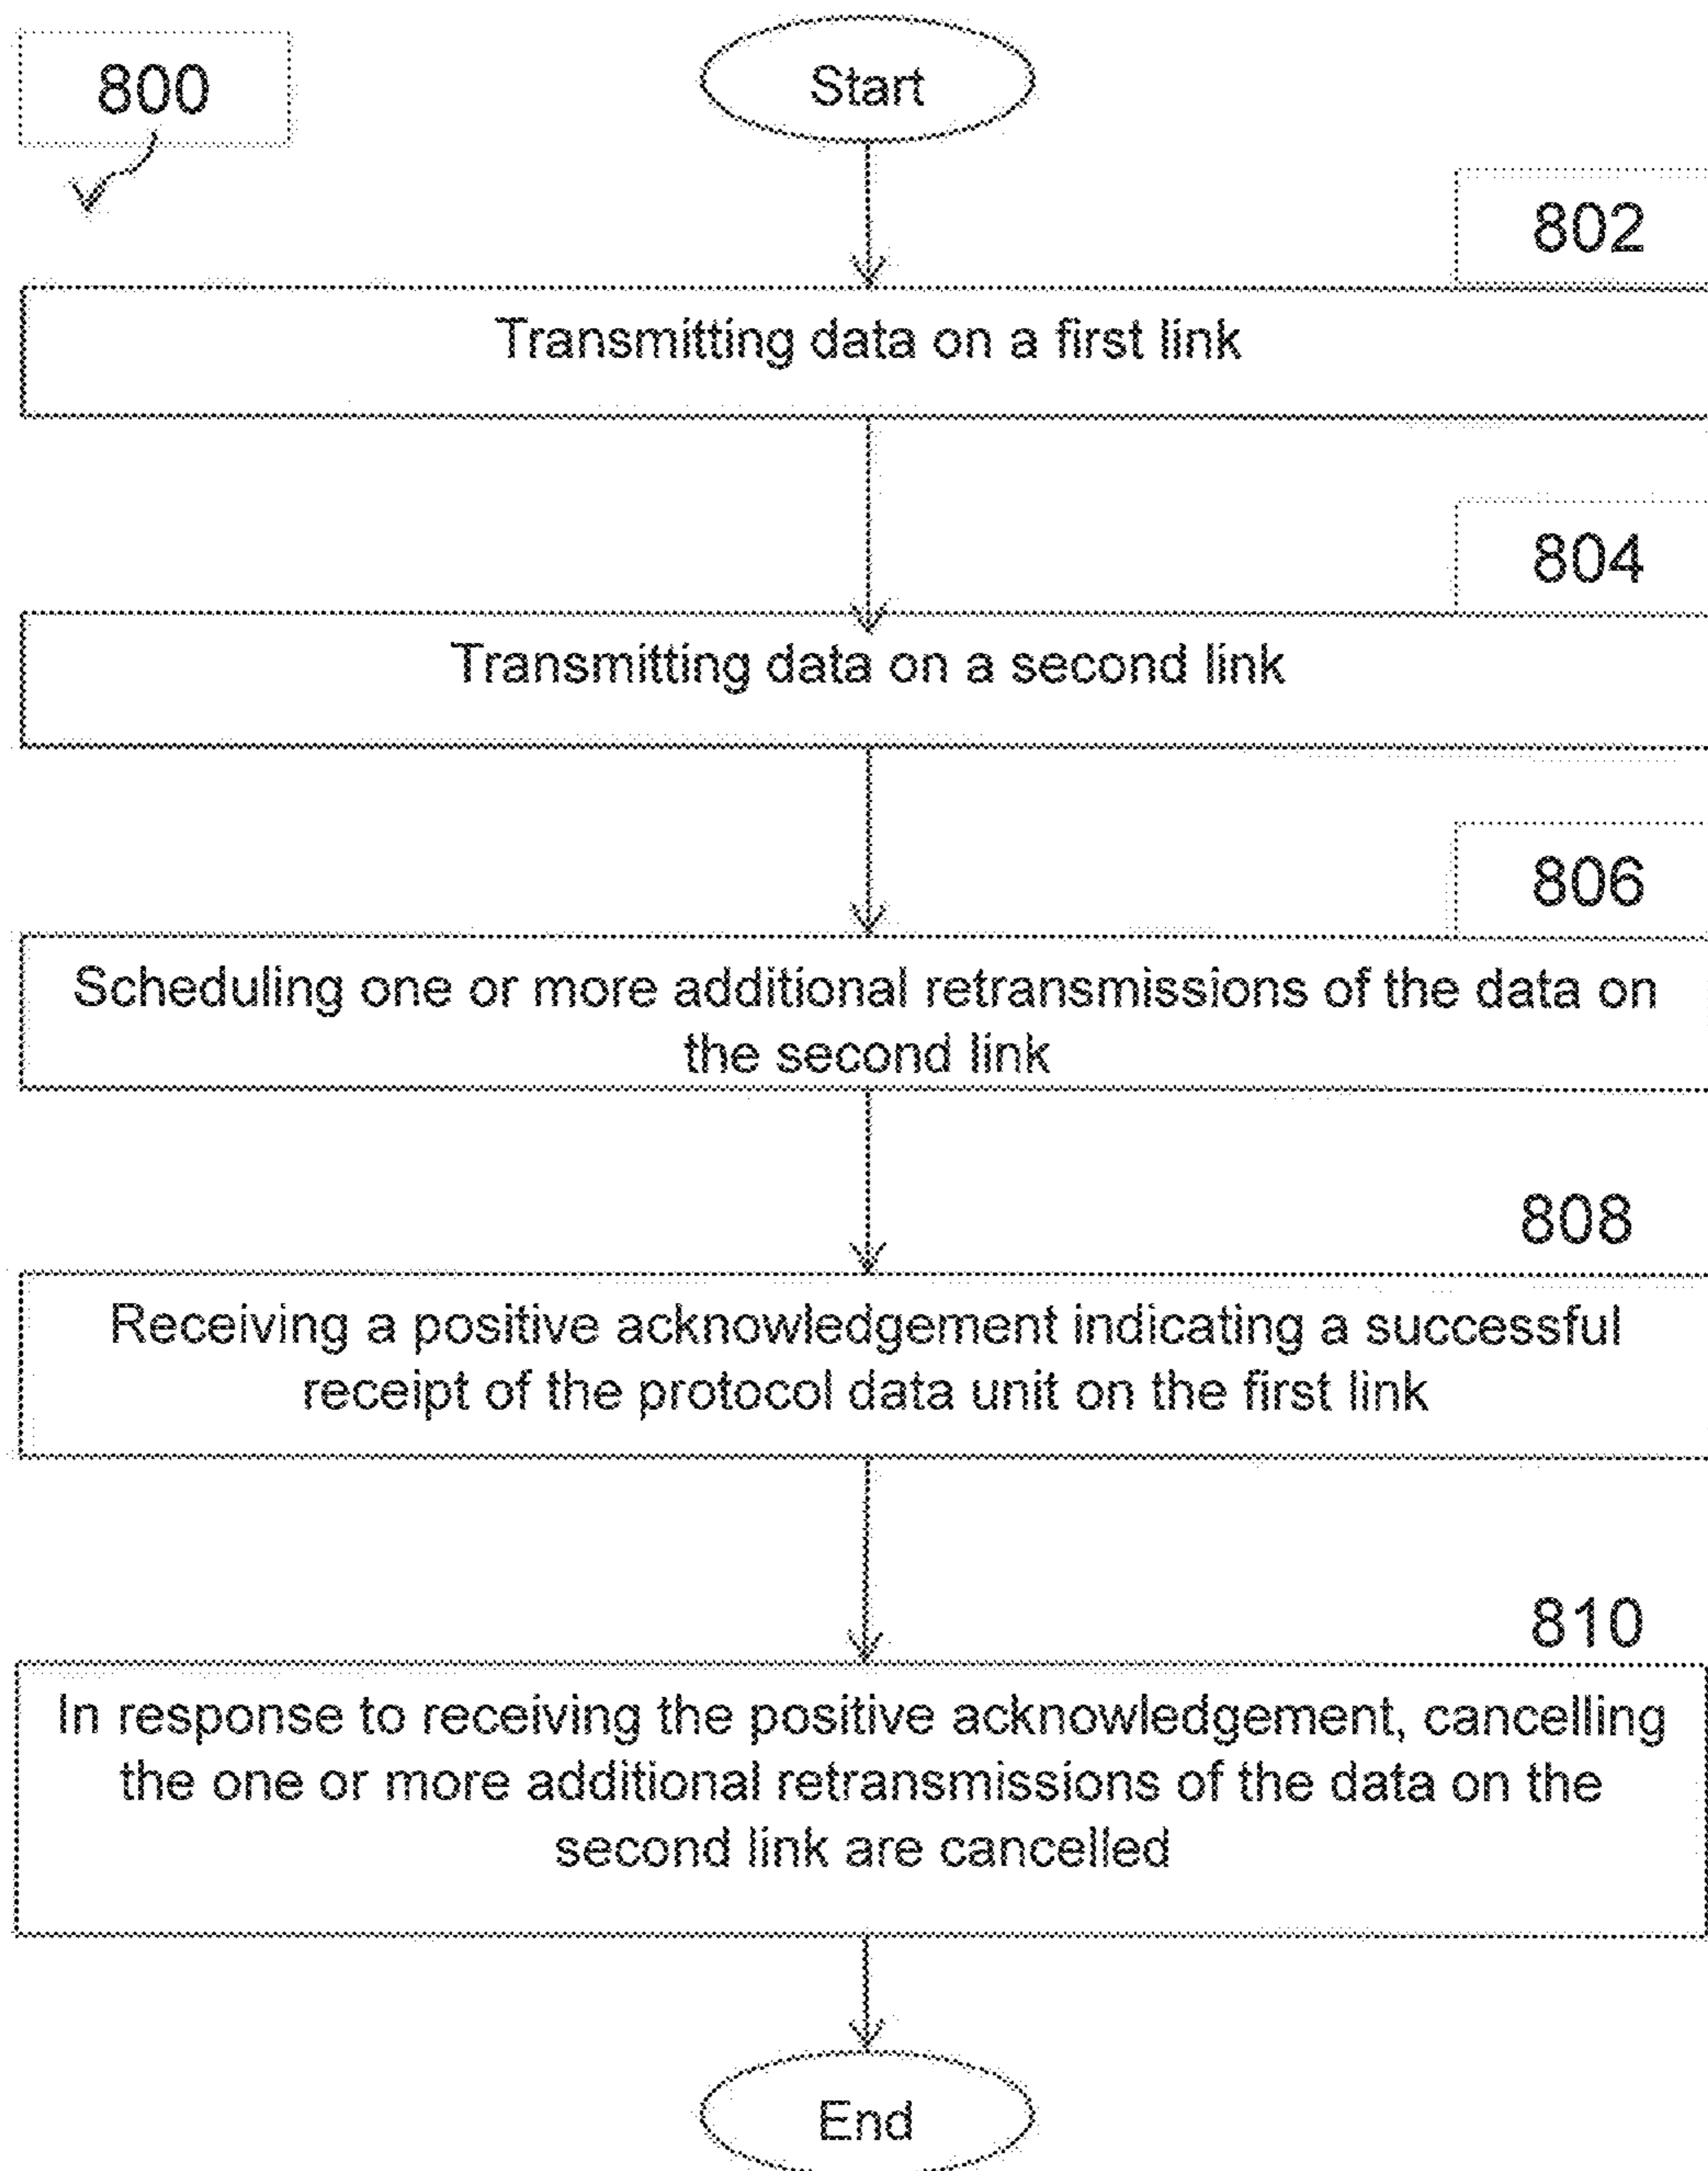 800
Start
802
Transmitting data on a first link
804
Transmitting data on a second link
806
Scheduling one or more additional retransmissions of the data on
the second link
808
Receiving a positive acknowledgement indicating a successful
receipt of the protocol data unit on the first link
810
In response to receiving the positive acknowledgement, cancelling
the one or more additional retransmissions of the data on the
second link are cancelled
End